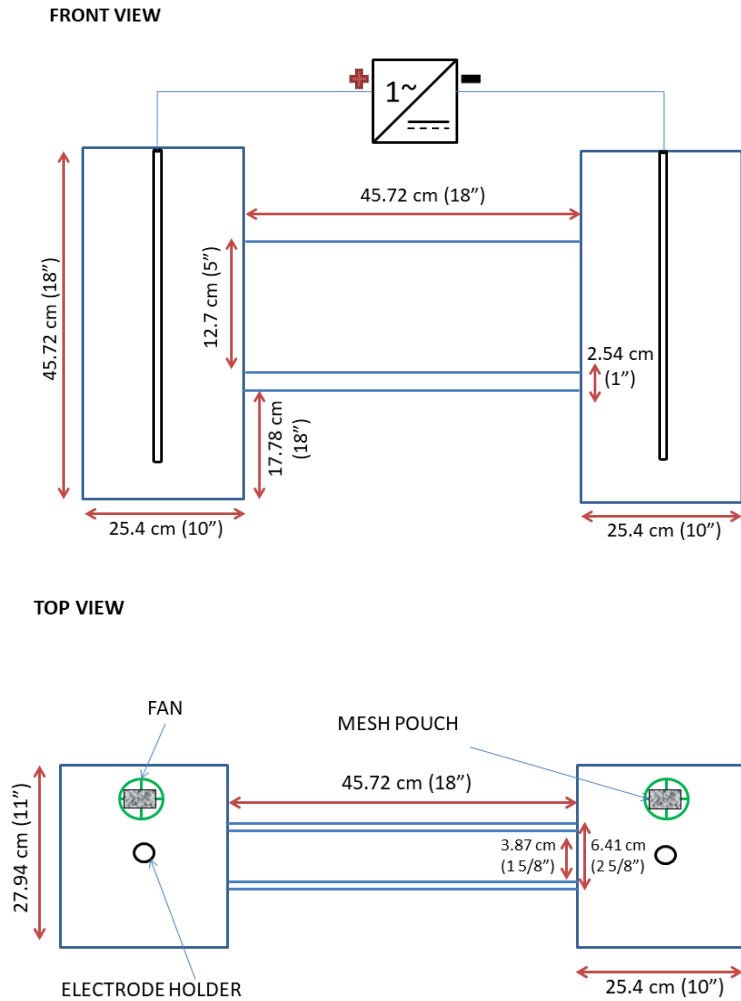 FRONT VIEW
+
1~
-
45.72 cm (18”)
45.72 cm (18”)
12.7 cm (5”)
2.54 cm
(1”)
17.78 cm
(18”)
25.4 cm (10”)
25.4 cm (10”)
TOP VIEW
FAN
MESH POUCH
45.72 cm (18”)
27.94 cm (11”)
3.87 cm
(1 5/8”)
6.41 cm
(2 5/8”)
ELECTRODE HOLDER
25.4 cm (10”)